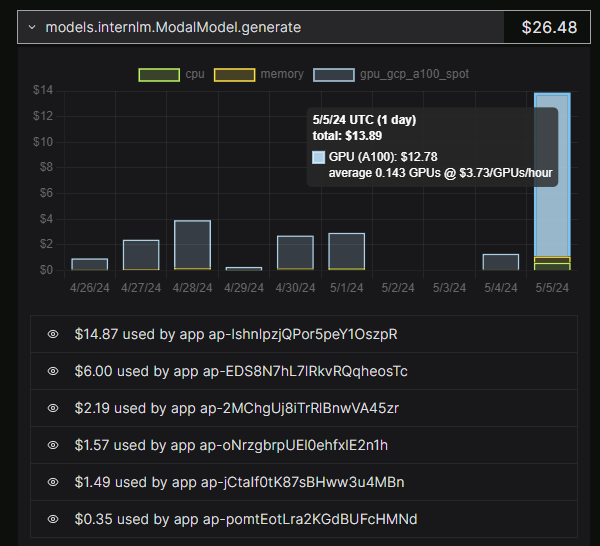 models.internlm.ModalModel.generate $26.48
cpu memory gpu_gcp_a100_spot
$14
$12
$10
$8
$6
$4
$2
$0
5/5/24 UTC (1 day)
total: $13.89
GPU (A100): $12.78
average 0.143 GPUs @ $3.73/GPUs/hour
4/26/24 4/27/24 4/28/24 4/29/24 4/30/24 5/1/24 5/2/24 5/3/24 5/4/24 5/5/24
$14.87 used by app ap-lshnlpzjQPor5peY1OszpR
$6.00 used by app ap-EDS8N7hL7lRkvRQqheosTc
$2.19 used by app ap-2MChgUj8iTrRlBnwVA45zr
$1.57 used by app ap-oNrzgbrpUEl0ehfxlE2n1h
$1.49 used by app ap-jCtalf0tK87sBHww3u4MBn
$0.35 used by app ap-pomtEotLra2KGdBUFcHMNd